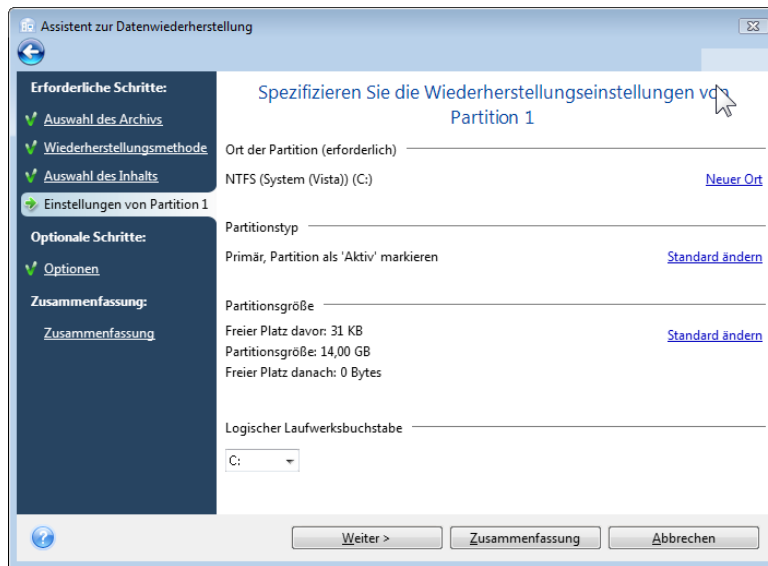 Assistent zur Datenwiederherstellung
Erforderliche Schritte:
Auswahl des Archivs
Wiederherstellungsmethode
Auswahl des Inhalts
Einstellungen von Partition 1
Optionale Schritte:
Optionen
Zusammenfassung:
Zusammenfassung
Spezifizieren Sie die Wiederherstellungseinstellungen von
Partition 1
Ort der Partition (erforderlich)
NTFS (System (Vista)) (C:) Neuer Ort
Partitionstyp
Primär, Partition als 'Aktiv' markieren Standard ändern
Partitionsgröße
Freier Platz davor: 31 KB Standard ändern
Partitionsgröße: 14,00 GB
Freier Platz danach: 0 Bytes
Logischer Laufwerksbuchstabe
C:
Weiter > Zusammenfassung Abbrechen